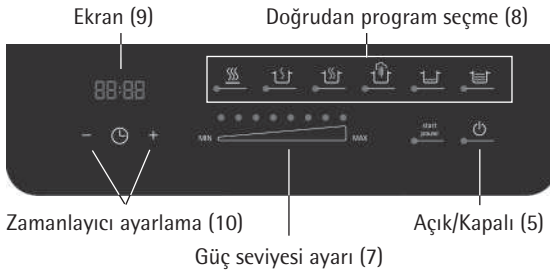 Ekran (9)
Doğrudan program seçme (8)
88:88
start
pause
− +
MIN MAX
Zamanlayıcı ayarlama (10)
Açık/Kapalı (5)
Güç seviyesi ayarı (7)